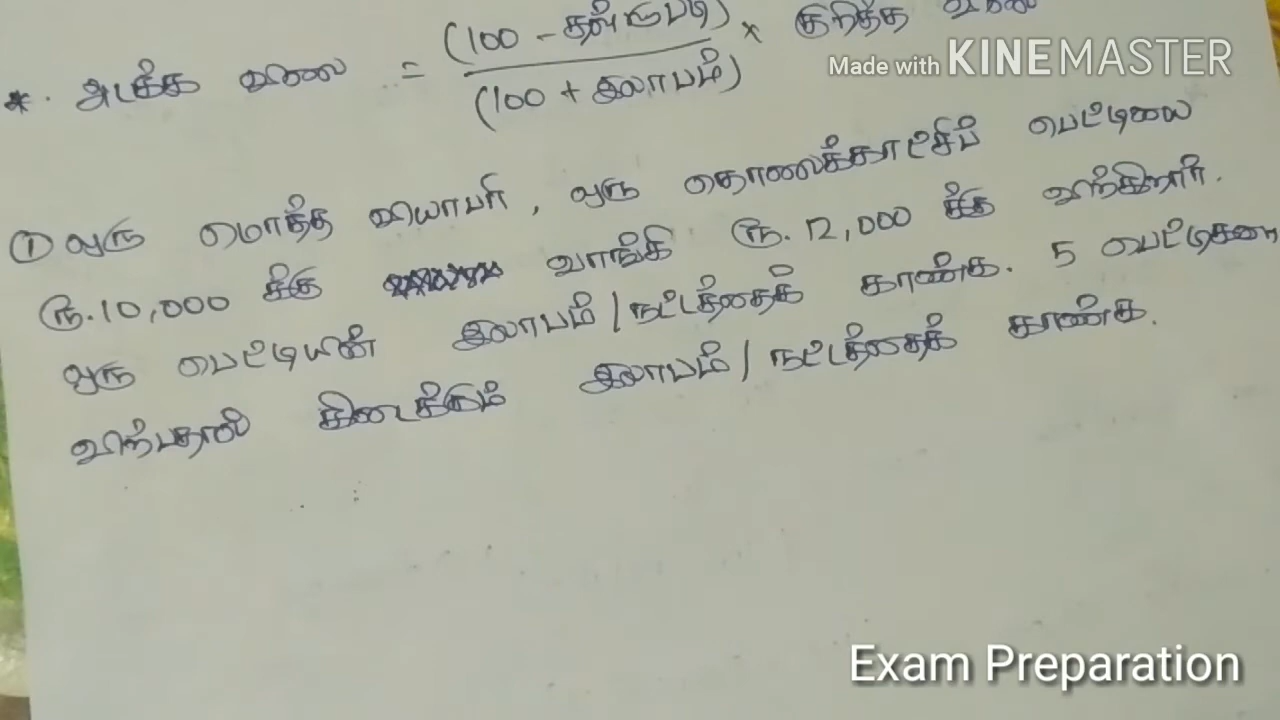 (100 - தள்ளுபடி) × குறித்த விலை
* . அடக்க விலை = 
(100 + இலாபம்)
Made with KINEMASTER
① ஒரு மொத்த வியாபாரி, ஒரு தொலைக்காட்சிப் பெட்டியை
ரூ.10,000 க்கு வாங்கி ரூ. 12,000 க்கு விற்கிறார்.
ஒரு பெட்டியின் இலாபம் / நட்டத்தைக் காண்க. 5 பெட்டிகளை
விற்பதால் கிடைக்கும் இலாபம் / நட்டத்தைக் காண்க.
Exam Preparation